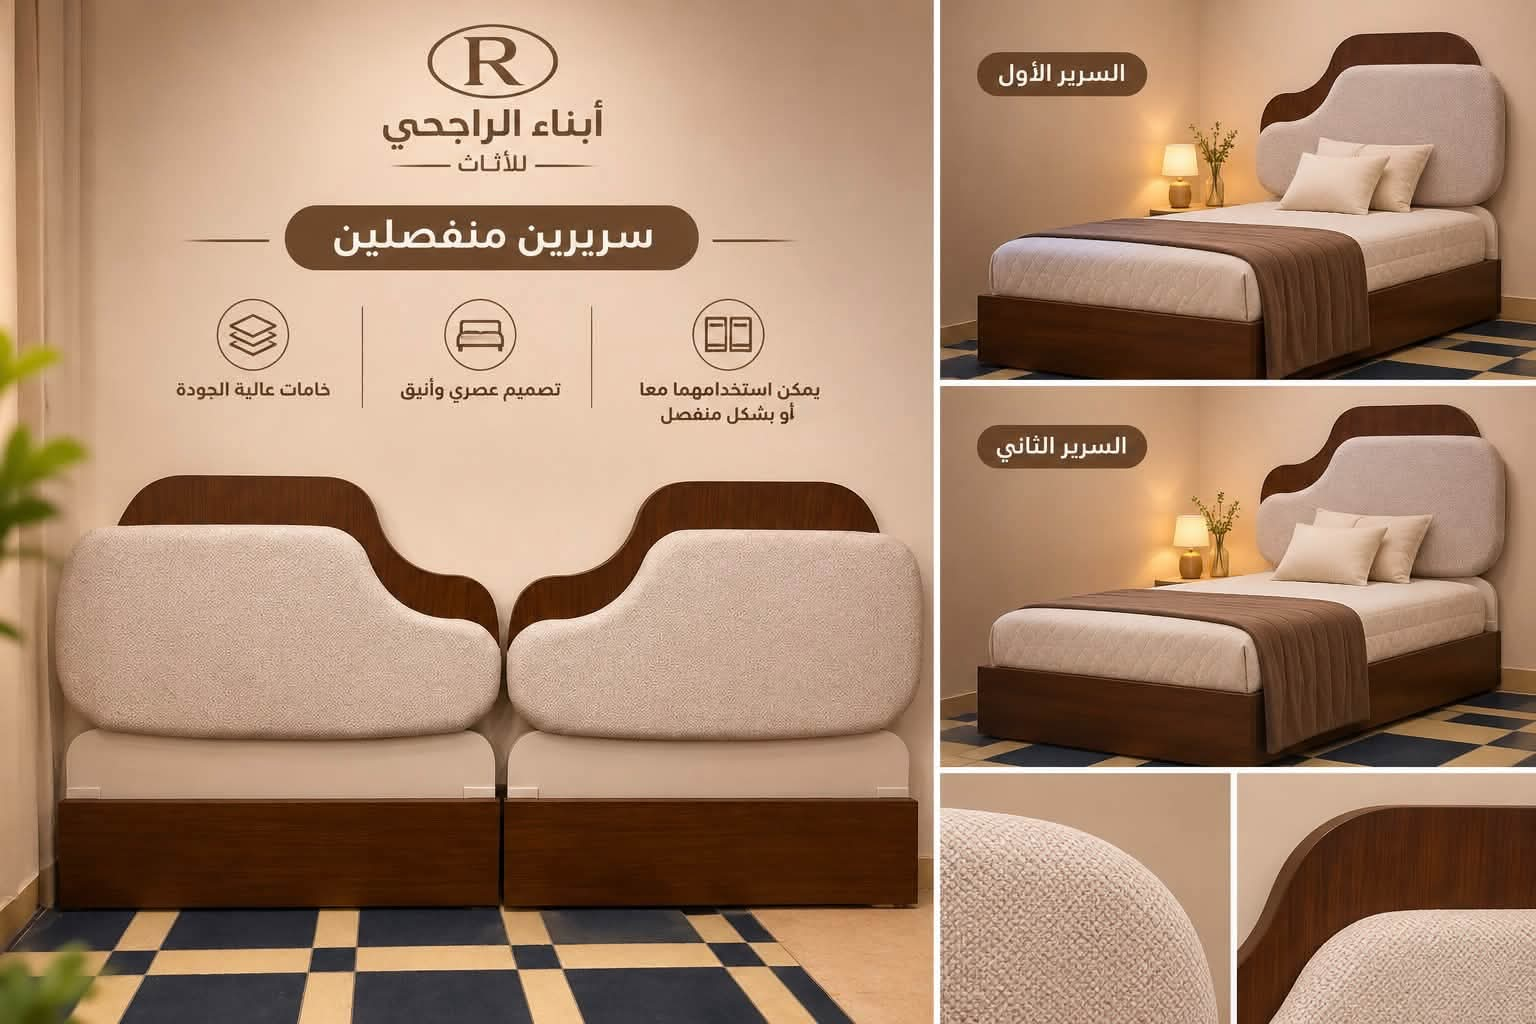 R
أبناء الراجحي
للأثاث
سريرين منفصلين
يمكن استخدامهما معا
أو بشكل منفصل
تصميم عصري وأنيق
خامات عالية الجودة
السرير الأول
السرير الثاني